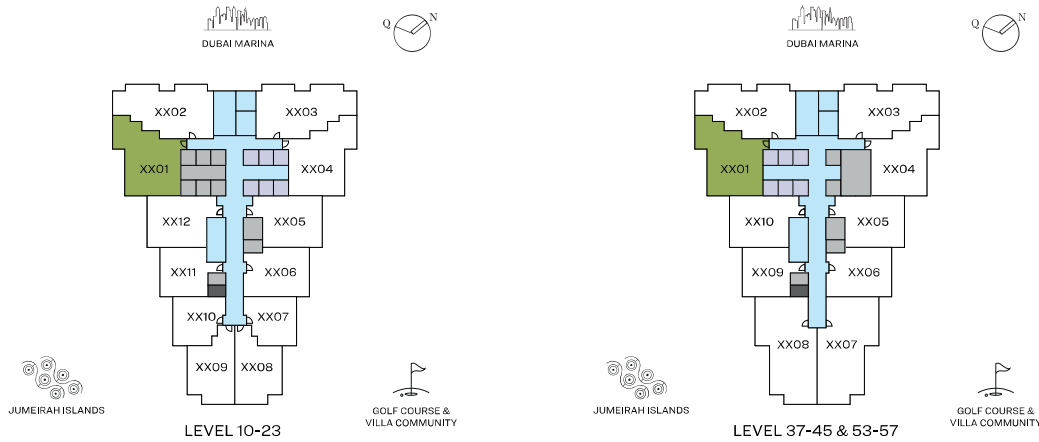 DUBAI MARINA
Q N
XX02
XX03
XX01
XX04
XX12
XX05
XX11
XX06
XX10
XX07
XX09
XX08
JUMEIRAH ISLANDS
GOLF COURSE &
VILLA COMMUNITY
LEVEL 10-23
DUBAI MARINA
Q N
XX02
XX03
XX01
XX04
XX10
XX05
XX09
XX06
XX08
XX07
JUMEIRAH ISLANDS
GOLF COURSE &
VILLA COMMUNITY
LEVEL 37-45 & 53-57